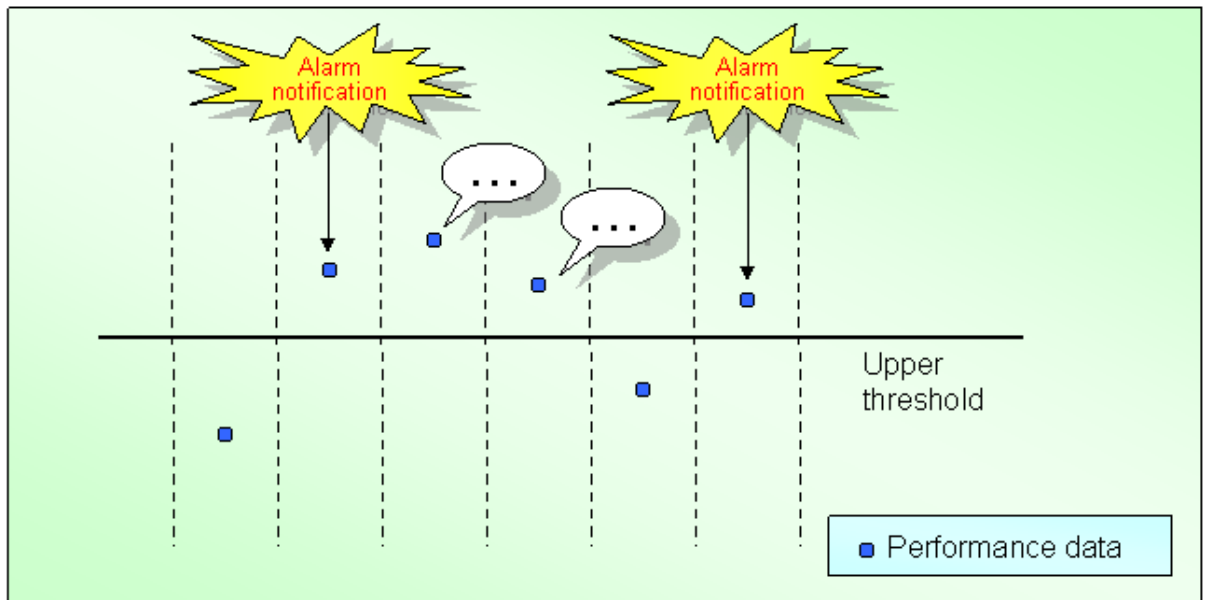 Alarm
notification
Alarm
notification
...
...
Upper
threshold
Performance data